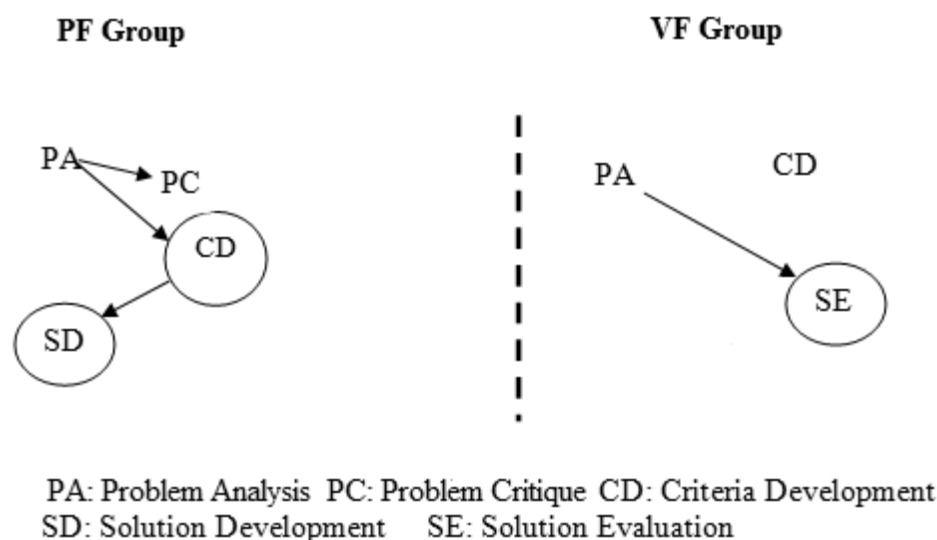 PF Group
VF Group
PA
PC
CD
SD
PA
CD
SE
PA: Problem Analysis PC: Problem Critique CD: Criteria Development
SD: Solution Development SE: Solution Evaluation